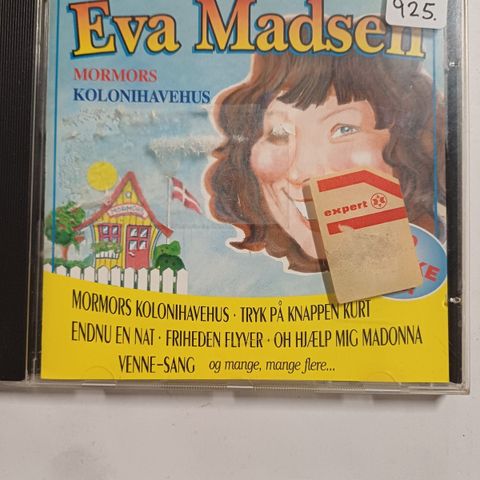 925.
Eva Madsen
MORMORS
KOLONIHAVEHUS
expert
MORMORS KOLONIHAVEHUS · TRYK PÅ KNAPPEN KURT
ENDNU EN NAT · FRIHEDEN FLYVER · OH HJÆLP MIG MADONNA
VENNE-SANG og mange, mange flere...